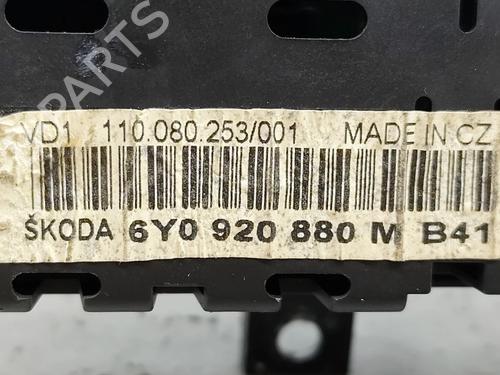 PARTS
VD1 110.080.253/001 MADE IN CZ
ŠKODA 6Y0 920 880 M B41